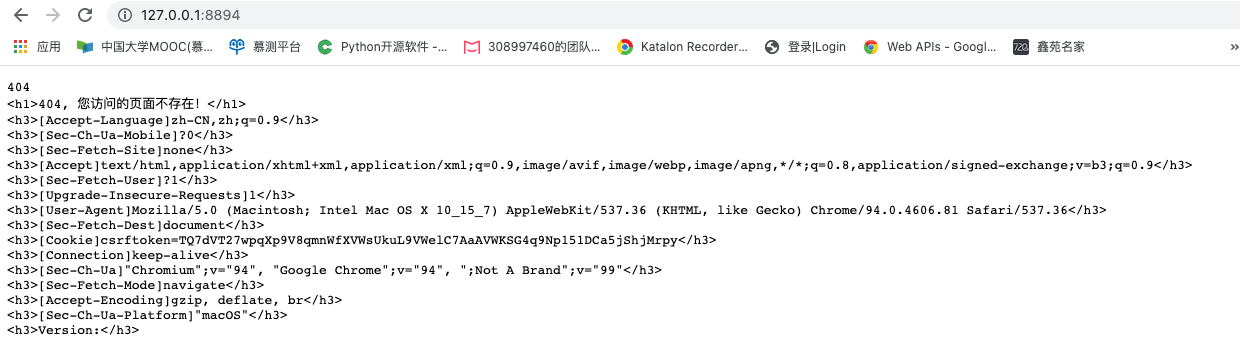 127.0.0.1:8894
应用 中国大学MOOC(慕... 慕测平台 Python开源软件 -... 308997460的团队... Katalon Recorder... 登录|Login Web APIs - Googl... 720 鑫苑名家 »
404
<h1>404, 您访问的页面不存在! </h1>
<h3>[Accept-Language]zh-CN,zh;q=0.9</h3>
<h3>[Sec-Ch-Ua-Mobile]?0</h3>
<h3>[Sec-Fetch-Site]none</h3>
<h3>[Accept]text/html,application/xhtml+xml,application/xml;q=0.9,image/avif,image/webp,image/apng,*/*;q=0.8,application/signed-exchange;v=b3;q=0.9</h3>
<h3>[Sec-Fetch-User]?1</h3>
<h3>[Upgrade-Insecure-Requests]1</h3>
<h3>[User-Agent]Mozilla/5.0 (Macintosh; Intel Mac OS X 10_15_7) AppleWebKit/537.36 (KHTML, like Gecko) Chrome/94.0.4606.81 Safari/537.36</h3>
<h3>[Sec-Fetch-Dest]document</h3>
<h3>[Cookie]csrftoken=TQ7dVT27wpqXp9V8qmnWfXVWsUkuL9VWelC7AaAVWKSG4q9Np151DCa5jShjMrpy</h3>
<h3>[Connection]keep-alive</h3>
<h3>[Sec-Ch-Ua]"Chromium";v="94", "Google Chrome";v="94", ";Not A Brand";v="99"</h3>
<h3>[Sec-Fetch-Mode]navigate</h3>
<h3>[Accept-Encoding]gzip, deflate, br</h3>
<h3>[Sec-Ch-Ua-Platform]"macOS"</h3>
<h3>Version:</h3>